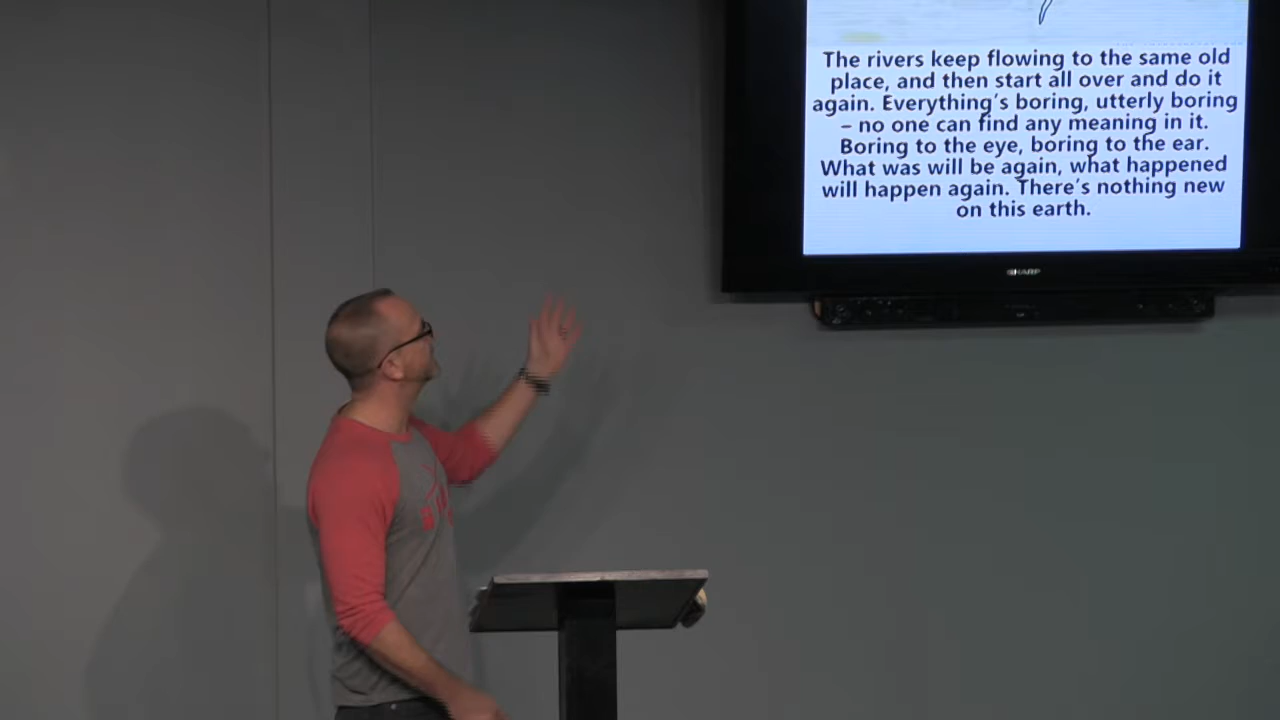 The rivers keep flowing to the same old
place, and then start all over and do it
again. Everything's boring, utterly boring
– no one can find any meaning in it.
Boring to the eye, boring to the ear.
What was will be again, what happened
will happen again. There's nothing new
on this earth.
SHARP